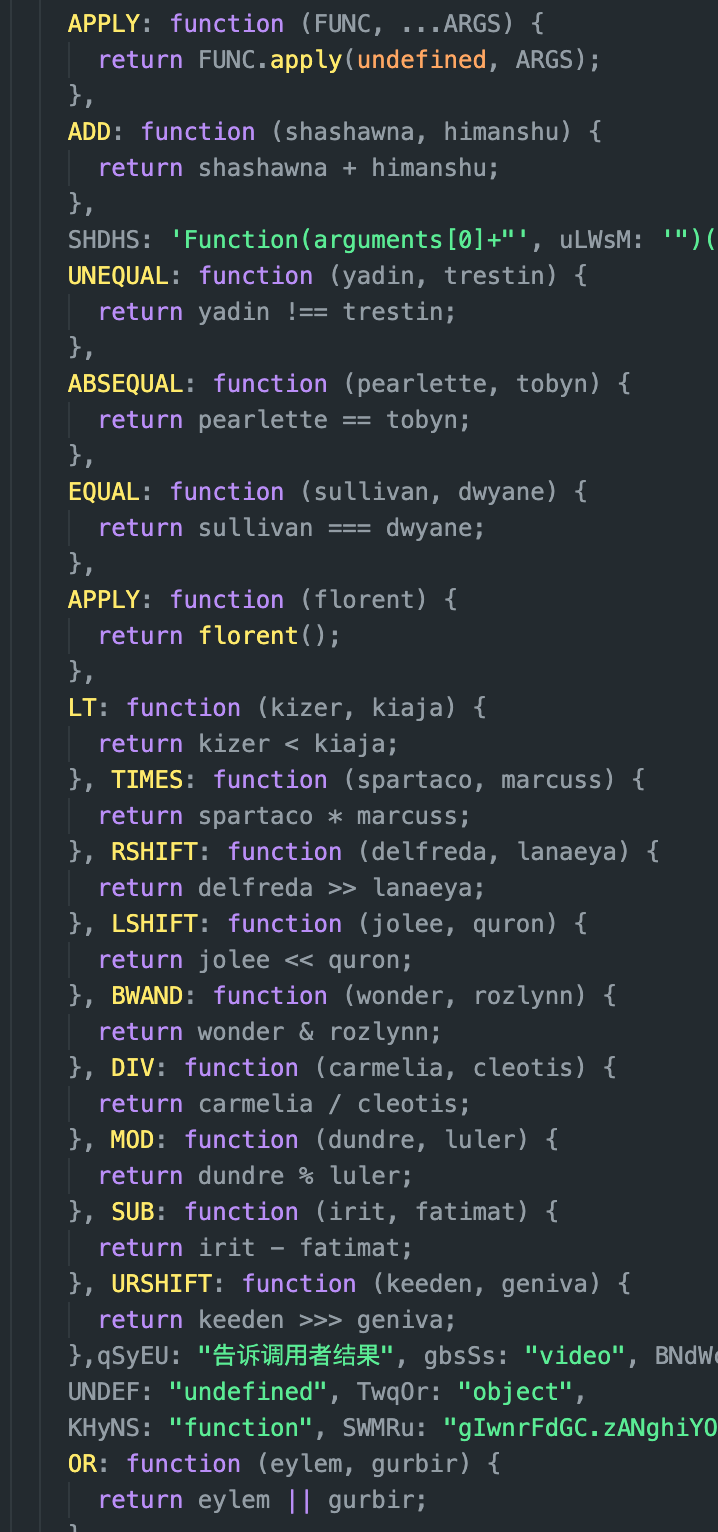 APPLY: function (FUNC, ...ARGS) {
return FUNC.apply(undefined, ARGS);
},
ADD: function (shashawna, himanshu) {
return shashawna + himanshu;
},
SHDHS: 'Function(arguments[0]+"', uLWsM: '")(
UNEQUAL: function (yadin, trestin) {
return yadin !== trestin;
},
ABSEQUAL: function (pearlette, tobyn) {
return pearlette == tobyn;
},
EQUAL: function (sullivan, dwyane) {
return sullivan === dwyane;
},
APPLY: function (florent) {
return florent();
},
LT: function (kizer, kiaja) {
return kizer < kiaja;
}, TIMES: function (spartaco, marcuss) {
return spartaco * marcuss;
}, RSHIFT: function (delfreda, lanaeya) {
return delfreda >> lanaeya;
}, LSHIFT: function (jolee, quron) {
return jolee << quron;
}, BWAND: function (wonder, rozlynn) {
return wonder & rozlynn;
}, DIV: function (carmelia, cleotis) {
return carmelia / cleotis;
}, MOD: function (dundre, luler) {
return dundre % luler;
}, SUB: function (irit, fatimat) {
return irit - fatimat;
}, URSHIFT: function (keeden, geniva) {
return keeden >>> geniva;
},qSyEU: "告诉调用者结果", gbsSs: "video",
UNDEF: "undefined", TwqOr: "object",
KHyNS: "function", SWMRu: "gIwnrFdGC.zANghiYO
OR: function (eylem, gurbir) {
return eylem || gurbir;